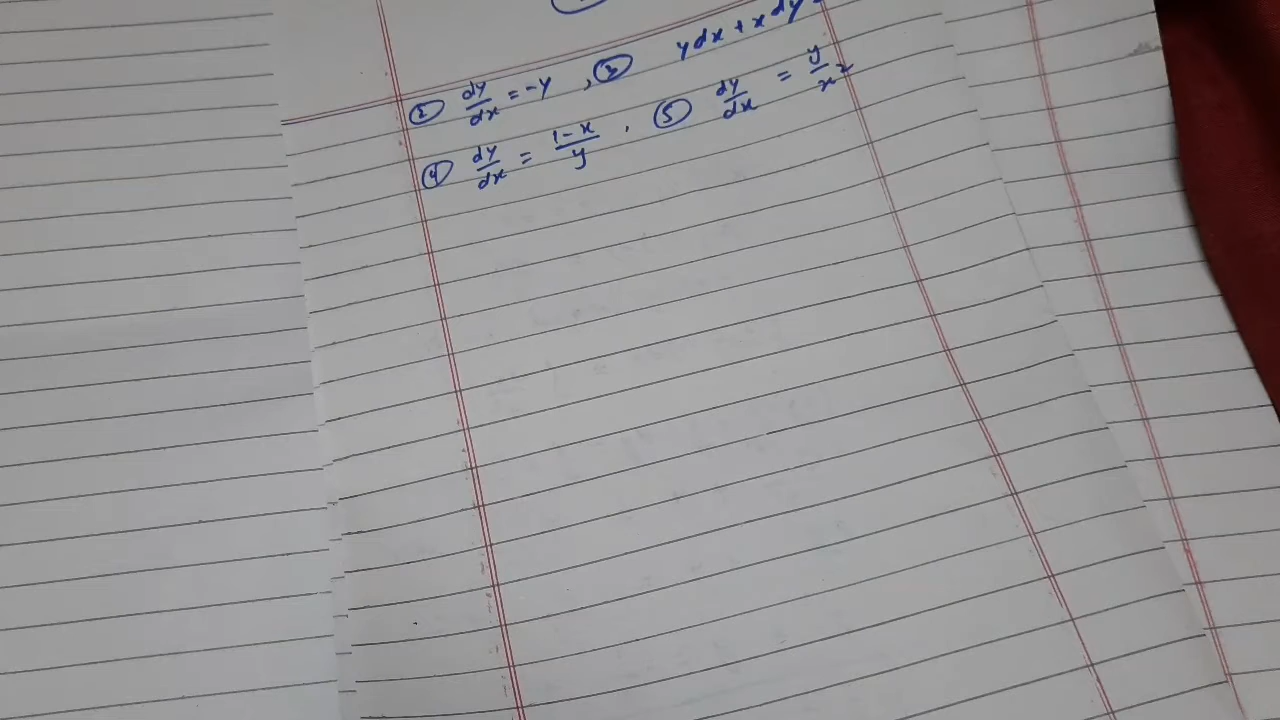 ② dy/dx = -y , ③ ydx + xdy
④ dy/dx = 1-x/y . ⑤ dy/dx = y/x²